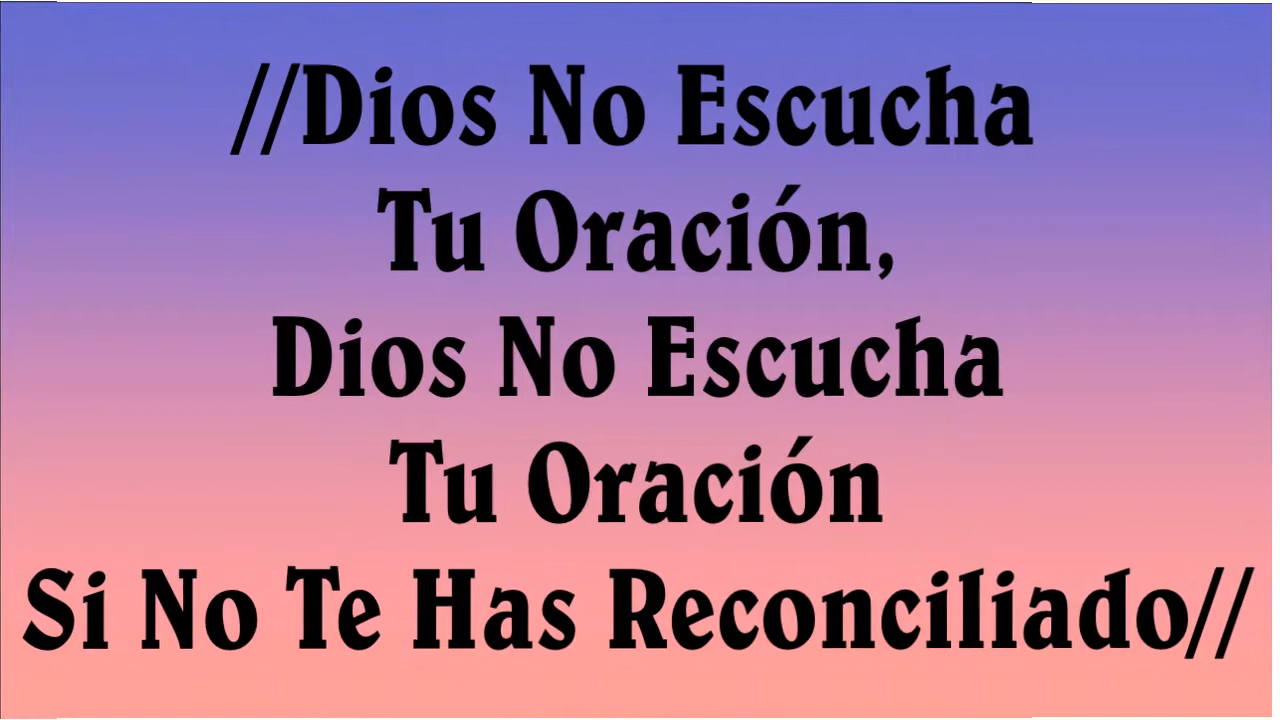 //Dios No Escucha
Tu Oración,
Dios No Escucha
Tu Oración
Si No Te Has Reconciliado//